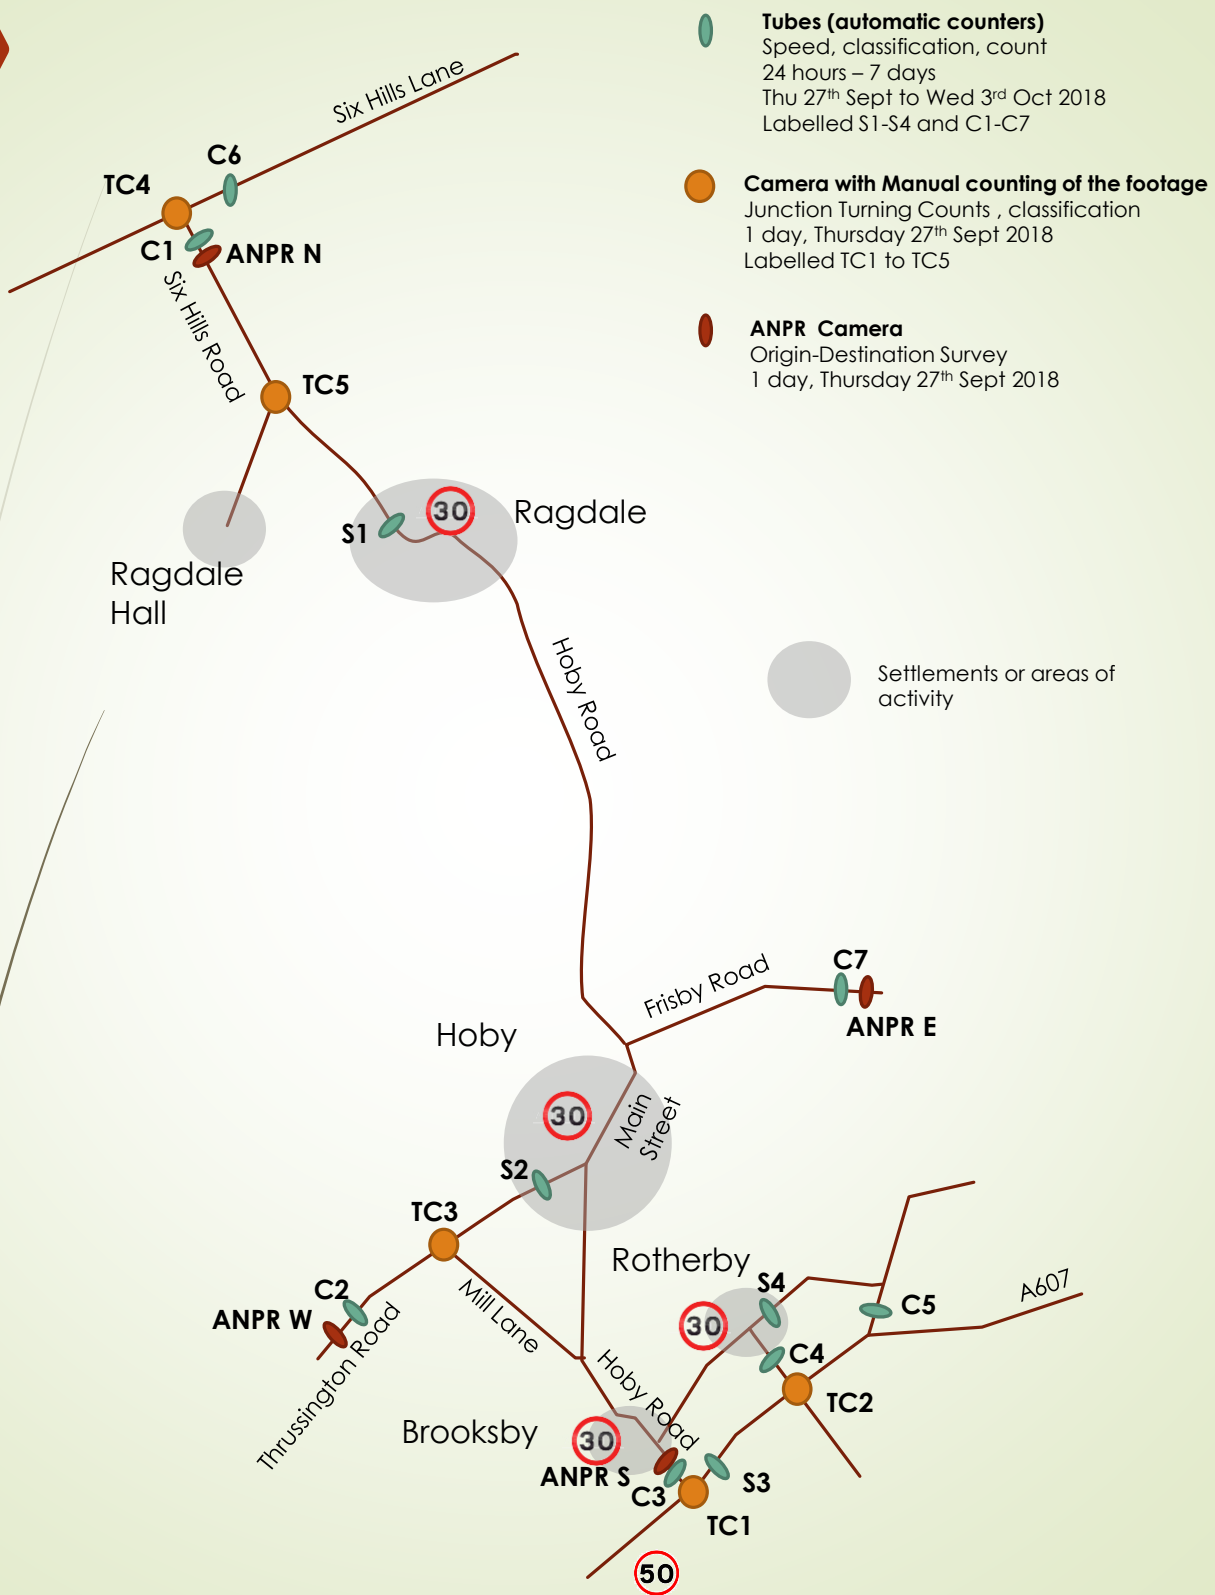 Tubes (automatic counters)
Speed, classification, count
24 hours – 7 days
Thu 27th Sept to Wed 3rd Oct 2018
Labelled S1-S4 and C1-C7
Camera with Manual counting of the footage
Junction Turning Counts , classification
1 day, Thursday 27th Sept 2018
Labelled TC1 to TC5
ANPR Camera
Origin-Destination Survey
1 day, Thursday 27th Sept 2018
Settlements or areas of
activity
Six Hills Lane
C6
TC4
C1
ANPR N
Six Hills Road
TC5
30
Ragdale
S1
Ragdale
Hall
Hoby Road
C7
Frisby Road
ANPR E
Hoby
30
Main
Street
S2
TC3
Rotherby
S4
A607
C2
ANPR W
Mill Lane
30
C5
Thrussington Road
Hoby Road
C4
TC2
Brooksby
30
ANPR S
C3
S3
TC1
50